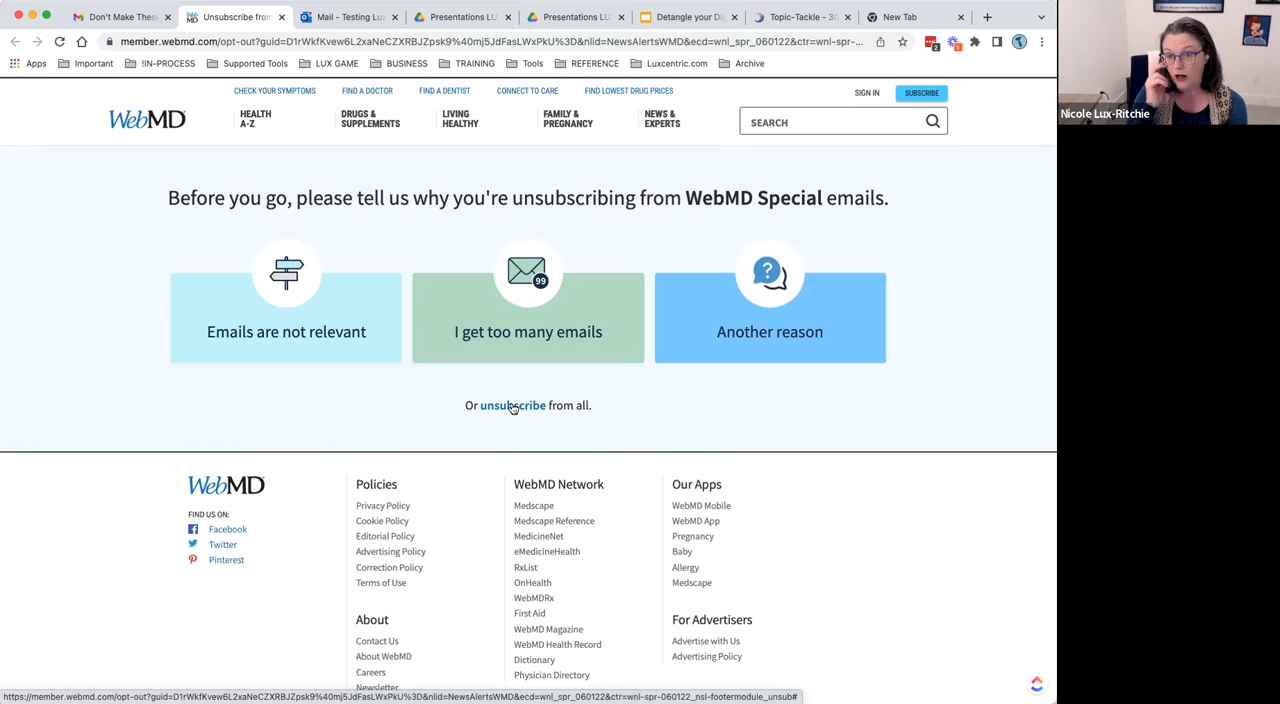 Don't Make These
Unsubscribe from
Mail - Testing Lux
Presentations LU
Presentations LU
Detangle your Di
Topic-Tackle - 30
New Tab
member.webmd.com/opt-out?guid=D1rWkfKvew6L2xaNeCZXRBJZpsk9%40mj5JdFasLWxPkU%3D&nlid=NewsAlertsWMD&ecd=wnl_spr_060122&ctr=wnl-spr-...
Apps
Important
!IN-PROCESS
Supported Tools
LUX GAME
BUSINESS
TRAINING
Tools
REFERENCE
Luxcentric.com
Archive
Nicole Lux-Ritchie
CHECK YOUR SYMPTOMS
FIND A DOCTOR
FIND A DENTIST
CONNECT TO CARE
FIND LOWEST DRUG PRICES
SIGN IN
SUBSCRIBE
WebMD
HEALTH
A-Z
DRUGS &
SUPPLEMENTS
LIVING
HEALTHY
FAMILY &
PREGNANCY
NEWS &
EXPERTS
SEARCH
Before you go, please tell us why you're unsubscribing from WebMD Special emails.
99
?
Emails are not relevant
I get too many emails
Another reason
Or unsubscribe from all.
WebMD
FIND US ON:
Facebook
Twitter
Pinterest
Policies
Privacy Policy
Cookie Policy
Editorial Policy
Advertising Policy
Correction Policy
Terms of Use
About
Contact Us
About WebMD
Careers
Newsletter
WebMD Network
Medscape
Medscape Reference
MedicineNet
eMedicineHealth
RxList
OnHealth
WebMDRx
First Aid
WebMD Magazine
WebMD Health Record
Dictionary
Physician Directory
Our Apps
WebMD Mobile
WebMD App
Pregnancy
Baby
Allergy
Medscape
For Advertisers
Advertise with Us
Advertising Policy
https://member.webmd.com/opt-out?guid=D1rWkfKvew6L2xaNeCZXRBJZpsk9%40mj5JdFasLWxPkU%3D&nlid=NewsAlertsWMD&ecd=wnl_spr_060122&ctr=wnl-spr-060122_nsl-footermodule_unsub#